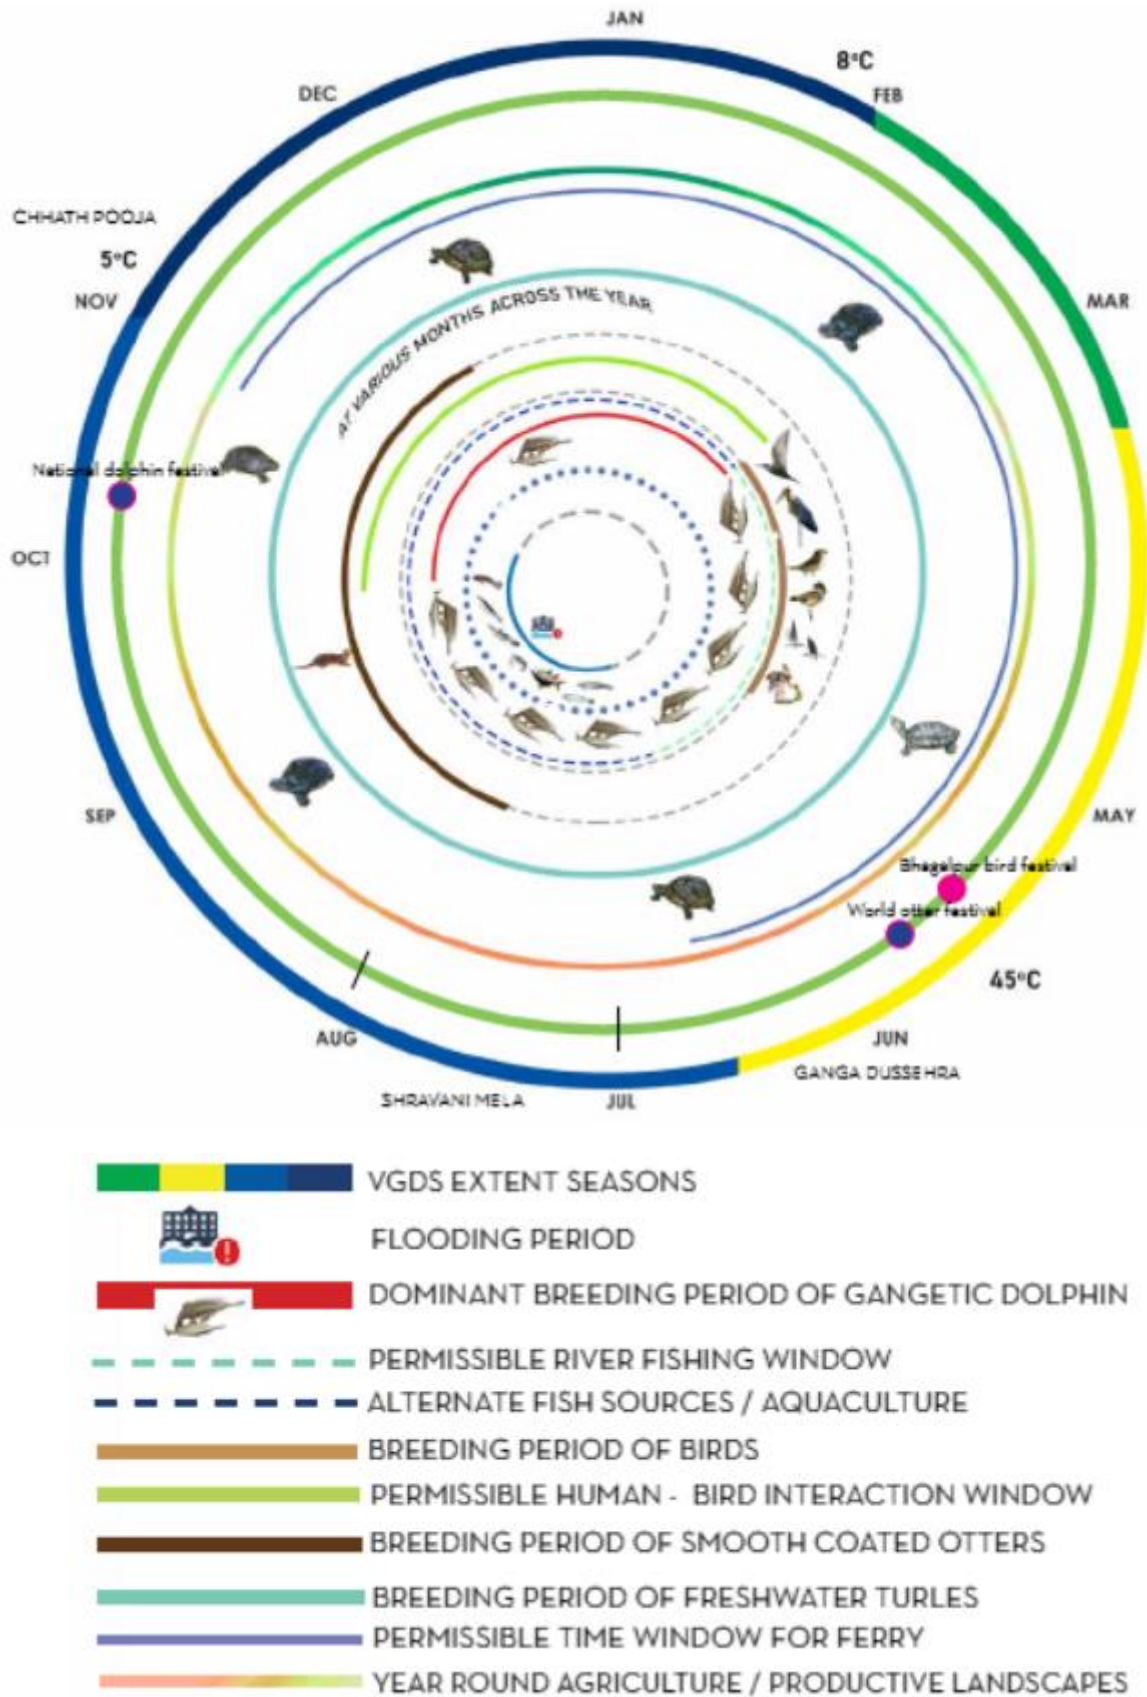 JAN
8°C
DEC
FEB
CHHATH POOJA
5°C
NOV
MAR
AT VARIOUS MONTHS ACROSS THE YEAR
National dolphin festival
OCT
SEP
MAY
Bhagalpur bird festival
World otter festival
45°C
AUG
JUN
GANGA DUSSEHRA
SHRAVANI MELA
JUL
VGDS EXTENT SEASONS
FLOODING PERIOD
DOMINANT BREEDING PERIOD OF GANGETIC DOLPHIN
PERMISSIBLE RIVER FISHING WINDOW
ALTERNATE FISH SOURCES / AQUACULTURE
BREEDING PERIOD OF BIRDS
PERMISSIBLE HUMAN - BIRD INTERACTION WINDOW
BREEDING PERIOD OF SMOOTH COATED OTTERS
BREEDING PERIOD OF FRESHWATER TURLES
PERMISSIBLE TIME WINDOW FOR FERRY
YEAR ROUND AGRICULTURE / PRODUCTIVE LANDSCAPES